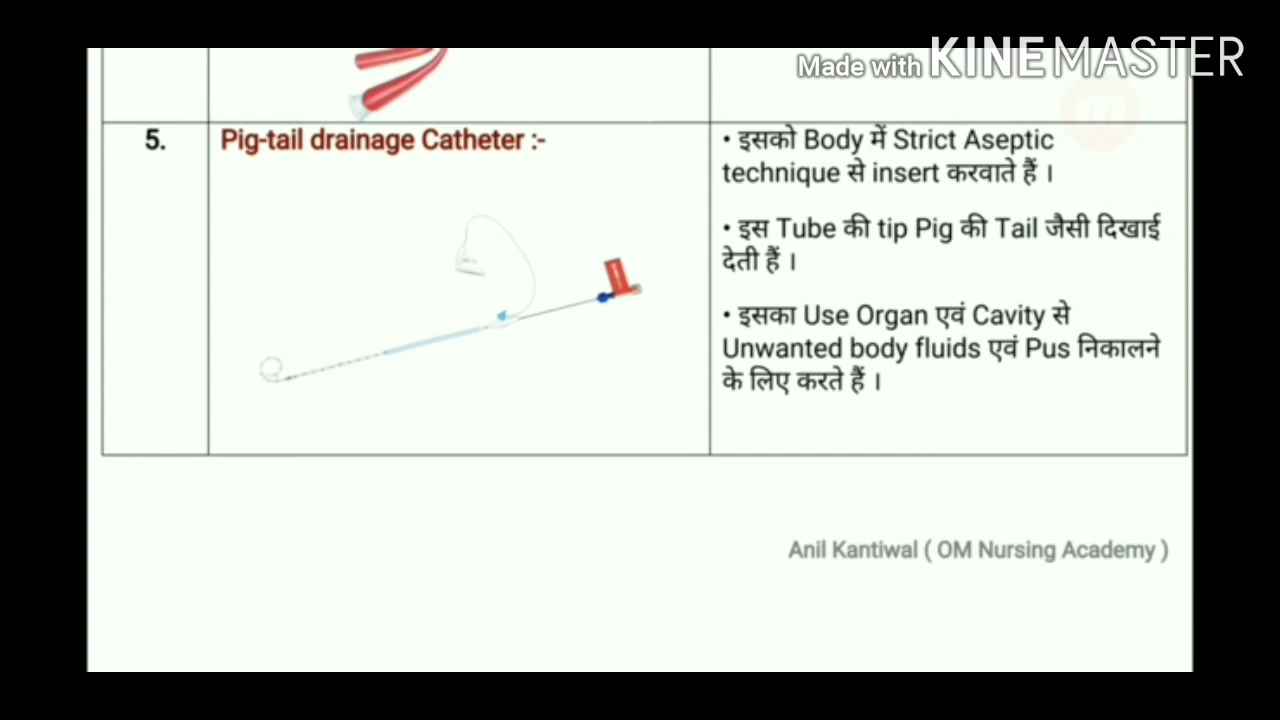 Made with KINEMASTER
5.
Pig-tail drainage Catheter :-
• इसको Body में Strict Aseptic
technique से insert करवाते हैं ।
• इस Tube की tip Pig की Tail जैसी दिखाई
देती हैं ।
• इसका Use Organ एवं Cavity से
Unwanted body fluids एवं Pus निकालने
के लिए करते हैं ।
Anil Kantiwal ( OM Nursing Academy )